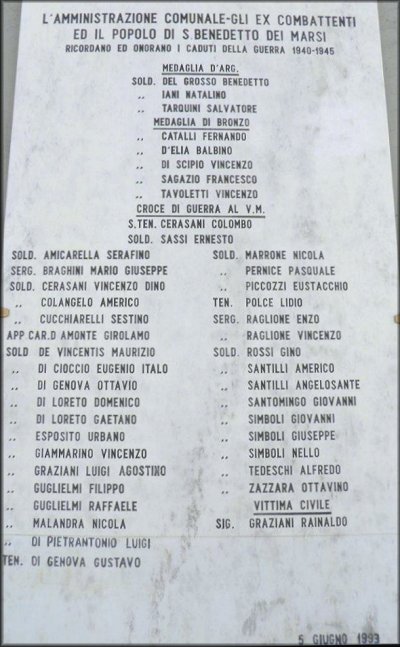 L'AMMINISTRAZIONE COMUNALE-GLI EX COMBATTENTI
ED IL POPOLO DI S.BENEDETTO DEI MARSI
RICORDANO ED ONORANO I CADUTI DELLA GUERRA 1940-1945
MEDAGLIA D'ARG.
SOLD. DEL GROSSO BENEDETTO
,, IANI NATALINO
,, TARQUINI SALVATORE
MEDAGLIA DI BRONZO
,, CATALLI FERNANDO
,, D'ELIA BALBINO
,, DI SCIPIO VINCENZO
,, SAGAZIO FRANCESCO
,, TAVOLETTI VINCENZO
CROCE DI GUERRA AL V.M.
S.TEN. CERASANI COLOMBO
SOLD. SASSI ERNESTO
SOLD. AMICARELLA SERAFINO
SERG. BRAGHINI MARIO GIUSEPPE
SOLD. CERASANI VINCENZO DINO
,, COLANGELO AMERICO
,, CUCCHIARELLI SESTINO
APP CAR.D AMONTE GIROLAMO
SOLD DE VINCENTIS MAURIZIO
,, DI CIOCCIO EUGENIO ITALO
,, DI GENOVA OTTAVIO
,, DI LORETO DOMENICO
,, DI LORETO GAETANO
,, ESPOSITO URBANO
,, GIAMMARINO VINCENZO
,, GRAZIANI LUIGI AGOSTINO
,, GUGLIELMI FILIPPO
,, GUGLIELMI RAFFAELE
,, MALANDRA NICOLA
,, DI PIETRANTONIO LUIGI
TEN. DI GENOVA GUSTAVO
SOLD. MARRONE NICOLA
,, PERNICE PASQUALE
,, PICCOZZI EUSTACCHIO
TEN. POLCE LIDIO
SERG. RAGLIONE ENZO
,, RAGLIONE VINCENZO
SOLD. ROSSI GINO
,, SANTILLI AMERICO
,, SANTILLI ANGELOSANTE
,, SANTOMINGO GIOVANNI
,, SIMBOLI GIOVANNI
,, SIMBOLI GIUSEPPE
,, SIMBOLI NELLO
,, TEDESCHI ALFREDO
,, ZAZZARA OTTAVINO
VITTIMA CIVILE
SIG. GRAZIANI RAINALDO
5 GIUGNO 1993